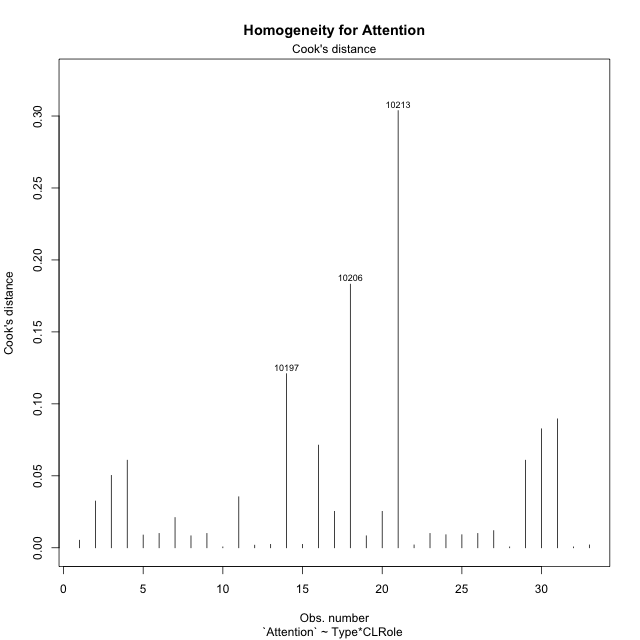 Homogeneity for Attention
Cook's distance
Cook's distance
0.30
0.25
0.20
0.15
0.10
0.05
0.00
10213
10206
10197
0 5 10 15 20 25 30
Obs. number
`Attention` ~ Type*CLRole